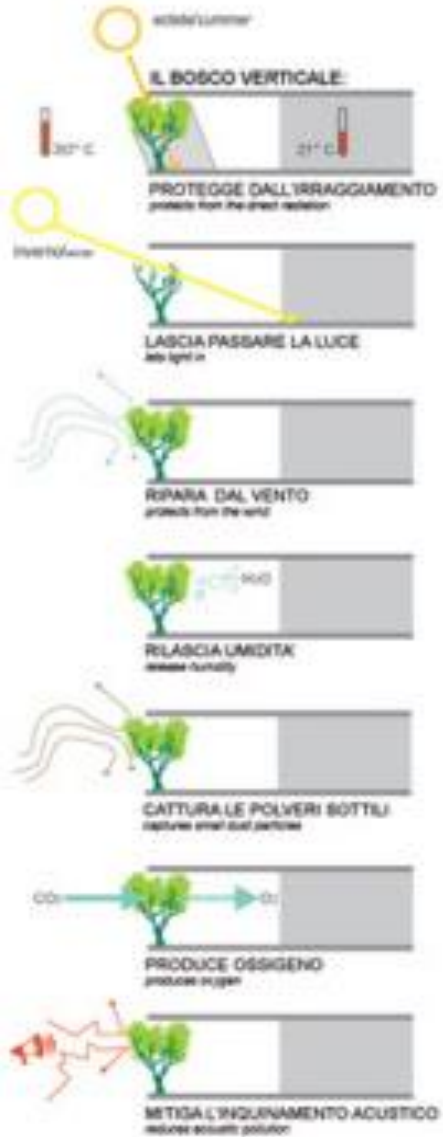 estate/summer
IL BOSCO VERTICALE:
30° C
21° C
PROTEGGE DALL'IRRAGGIAMENTO
protects from the direct radiation
inverno/winter
LASCIA PASSARE LA LUCE
lets light in
RIPARA DAL VENTO
protects from the wind
H2O
RILASCIA UMIDITA'
release humidity
CATTURA LE POLVERI SOTTILI
captures small dust particles
CO2
O2
PRODUCE OSSIGENO
produces oxygen
MITIGA L'INQUINAMENTO ACUSTICO
reduces acoustic pollution